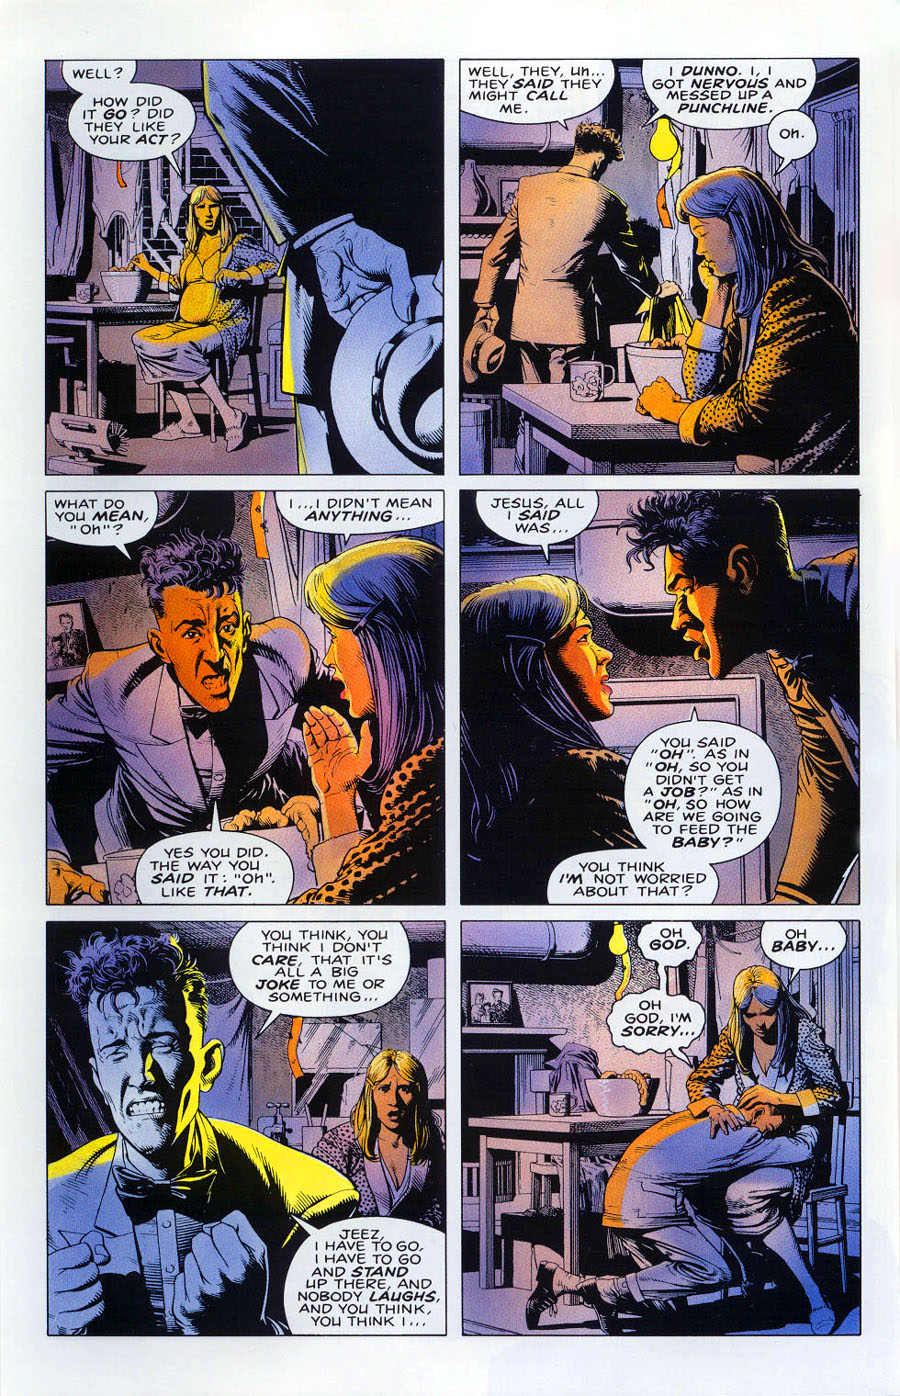 WELL?
HOW DID
IT GO? DID
THEY LIKE
YOUR ACT?
WELL, THEY, uh...
THEY SAID THEY
MIGHT CALL
ME.
I DUNNO. I, I
GOT NERVOUS AND
MESSED UP A
PUNCHLINE.
Oh.
WHAT DO
YOU MEAN,
"Oh"?
I... I DIDN'T MEAN
ANYTHING...
YES YOU DID.
THE WAY YOU
SAID IT: "Oh".
LIKE THAT.
JESUS, ALL
I SAID
WAS...
YOU SAID
"OH". AS IN
"OH, SO YOU
DIDN'T GET
A JOB?" AS IN
"OH, SO HOW
ARE WE GOING
TO FEED THE
BABY?"
YOU THINK
I'M NOT WORRIED
ABOUT THAT?
YOU THINK, YOU
THINK I DON'T
CARE, THAT IT'S
ALL A BIG
JOKE TO ME OR
SOMETHING...
JEEZ,
I HAVE TO GO,
I HAVE TO GO
AND STAND
UP THERE, AND
NOBODY LAUGHS,
AND YOU THINK,
YOU THINK I...
OH
GOD.
OH
GOD, I'M
SORRY...
OH
BABY...